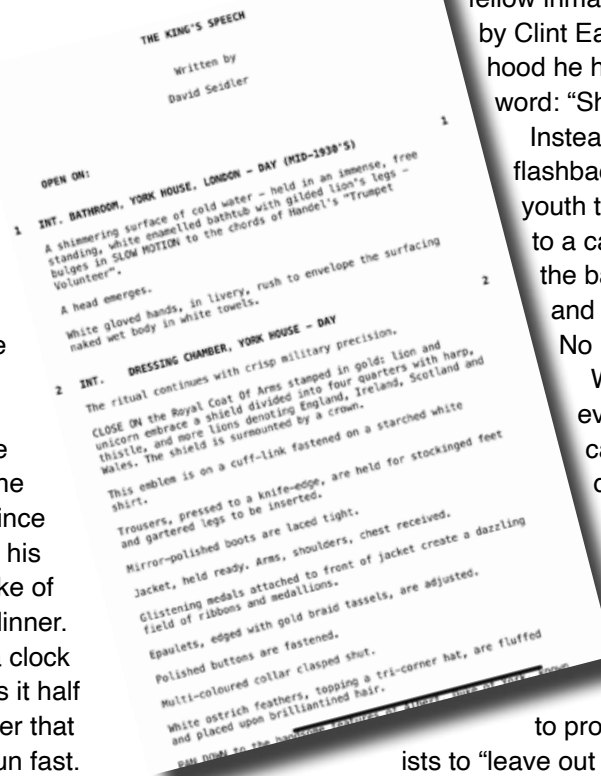 THE KING'S SPEECH
Written by
David Seidler
OPEN ON:
1 INT. BATHROOM, YORK HOUSE, LONDON – DAY (MID–1930'S) 1
A shimmering surface of cold water – held in an immense, free
standing, white enamelled bathtub with gilded lion's legs –
bulges in SLOW MOTION to the chords of Handel's "Trumpet
Volunteer".
A head emerges.
White gloved hands, in livery, rush to envelope the surfacing
naked wet body in white towels.
2 INT. DRESSING CHAMBER, YORK HOUSE – DAY 2
The ritual continues with crisp military precision.
CLOSE ON the Royal Coat Of Arms stamped in gold: lion and
unicorn embrace a shield divided into four quarters with harp,
thistle, and more lions denoting England, Ireland, Scotland and
Wales. The shield is surmounted by a crown.
This emblem is on a cuff–link fastened on a starched white
shirt.
Trousers, pressed to a knife–edge, are held for stockinged feet
and gartered legs to be inserted.
Mirror–polished boots are laced tight.
Jacket, held ready. Arms, shoulders, chest received.
Glistening medals attached to front of jacket create a dazzling
field of ribbons and medallions.
Epaulets, edged with gold braid tassels, are adjusted.
Polished buttons are fastened.
Multi–coloured collar clasped shut.
White ostrich feathers, topping a tri–corner hat, are fluffed
and placed upon brilliantined hair.
PAN DOWN to the handsome features of
his
ke of
linner.
clock
s it half
er that
un fast.
fellow
by Clint
hood he
word:
flashbac
youth
to a
the
and
No
to
ists to "leave out